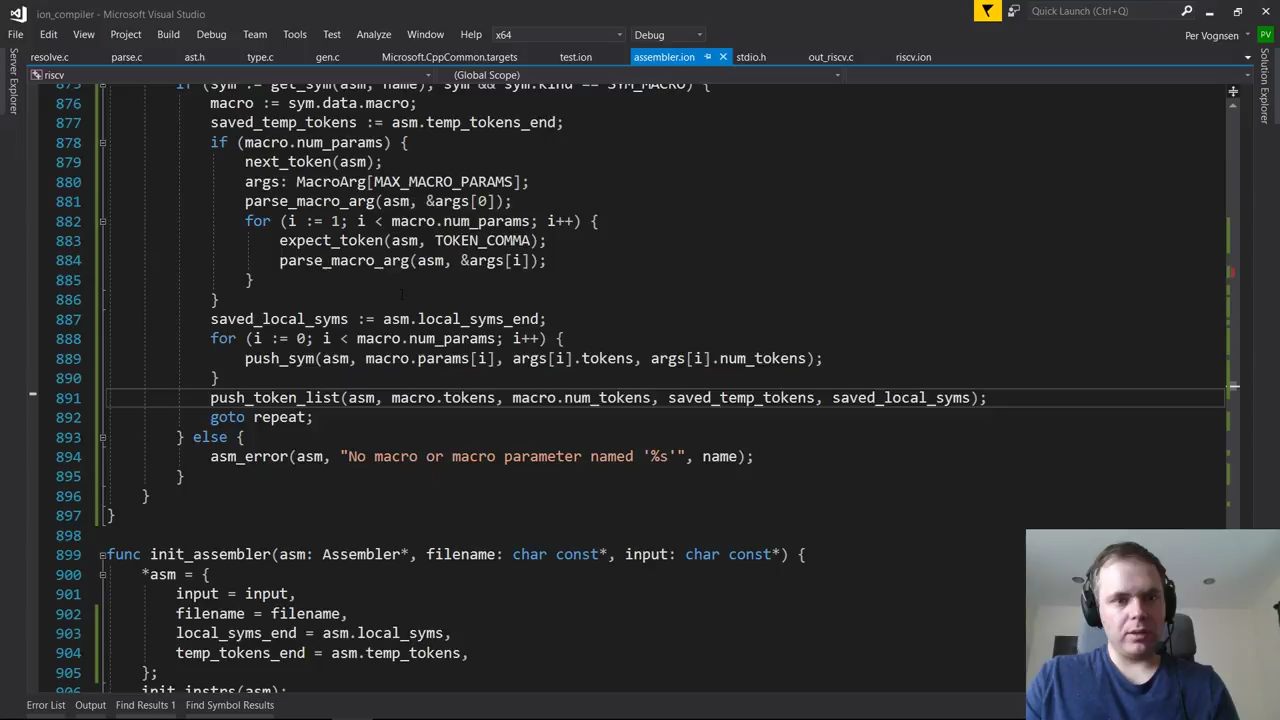 ion_compiler - Microsoft Visual Studio
Quick Launch (Ctrl+Q)
File Edit View Project Build Debug Team Tools Test Analyze Window Help x64 Debug Per Vognsen PV
resolve.c parse.c ast.h type.c gen.c Microsoft.CppCommon.targets test.ion assembler.ion stdio.h out_riscv.c riscv.ion
Server Explorer
Solution Explorer
riscv (Global Scope)
875 if (sym := get_sym(asm, name); sym && sym.kind == SYM_MACRO) {
876 macro := sym.data.macro;
877 saved_temp_tokens := asm.temp_tokens_end;
878 if (macro.num_params) {
879 next_token(asm);
880 args: MacroArg[MAX_MACRO_PARAMS];
881 parse_macro_arg(asm, &args[0]);
882 for (i := 1; i < macro.num_params; i++) {
883 expect_token(asm, TOKEN_COMMA);
884 parse_macro_arg(asm, &args[i]);
885 }
886 }
887 saved_local_syms := asm.local_syms_end;
888 for (i := 0; i < macro.num_params; i++) {
889 push_sym(asm, macro.params[i], args[i].tokens, args[i].num_tokens);
890 }
891 push_token_list(asm, macro.tokens, macro.num_tokens, saved_temp_tokens, saved_local_syms);
892 goto repeat;
893 } else {
894 asm_error(asm, "No macro or macro parameter named '%s'", name);
895 }
896 }
897 }
898
899 func init_assembler(asm: Assembler*, filename: char const*, input: char const*) {
900 *asm = {
901 input = input,
902 filename = filename,
903 local_syms_end = asm.local_syms,
904 temp_tokens_end = asm.temp_tokens,
905 };
906 init_instrs(asm);
Error List Output Find Results 1 Find Symbol Results